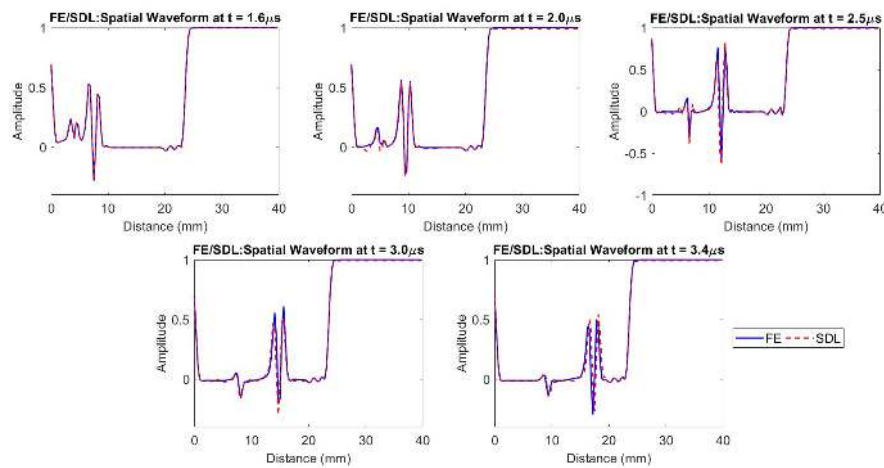 FE/SDL:Spatial Waveform at t = 1.6μs
Amplitude
1
0.5
0
0 10 20 30 40
Distance (mm)
FE/SDL:Spatial Waveform at t = 2.0μs
Amplitude
1
0.5
0
0 10 20 30 40
Distance (mm)
FE/SDL:Spatial Waveform at t = 2.5μs
Amplitude
1
0.5
0
-0.5
-1
0 10 20 30 40
Distance (mm)
FE/SDL:Spatial Waveform at t = 3.0μs
Amplitude
1
0.5
0
0 10 20 30 40
Distance (mm)
FE/SDL:Spatial Waveform at t = 3.4μs
Amplitude
1
0.5
0
0 10 20 30 40
Distance (mm)
FE SDL